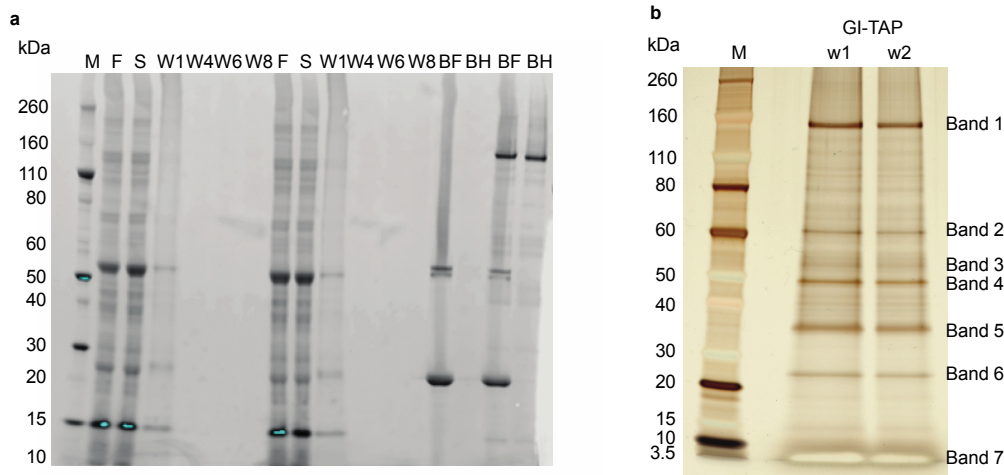 a
kDa
M F S W1 W4 W6 W8 F S W1 W4 W6 W8 BF BH BF BH
260
160
110
80
60
50
40
30
20
15
10
b
GI-TAP
kDa
M w1 w2
260
160
110
80
60
50
40
30
20
15
10
3.5
Band 1
Band 2
Band 3
Band 4
Band 5
Band 6
Band 7